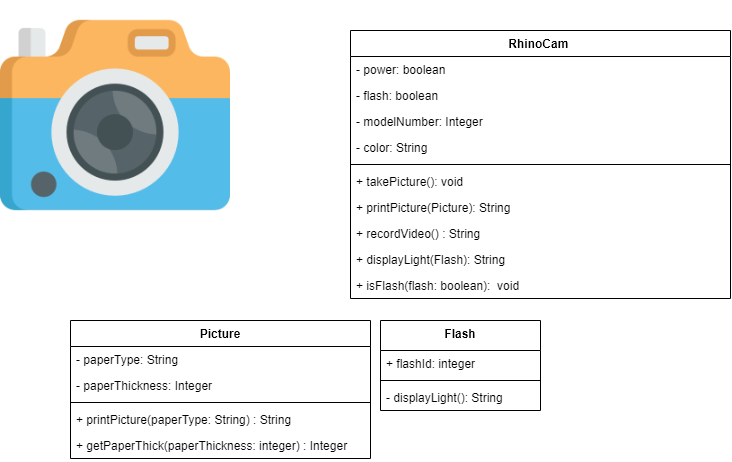 RhinoCam
- power: boolean
- flash: boolean
- modelNumber: Integer
- color: String
+ takePicture(): void
+ printPicture(Picture): String
+ recordVideo() : String
+ displayLight(Flash): String
+ isFlash(flash: boolean):  void
Picture
- paperType: String
- paperThickness: Integer
+ printPicture(paperType: String) : String
+ getPaperThick(paperThickness: integer) : Integer
Flash
+ flashId: integer
- displayLight(): String